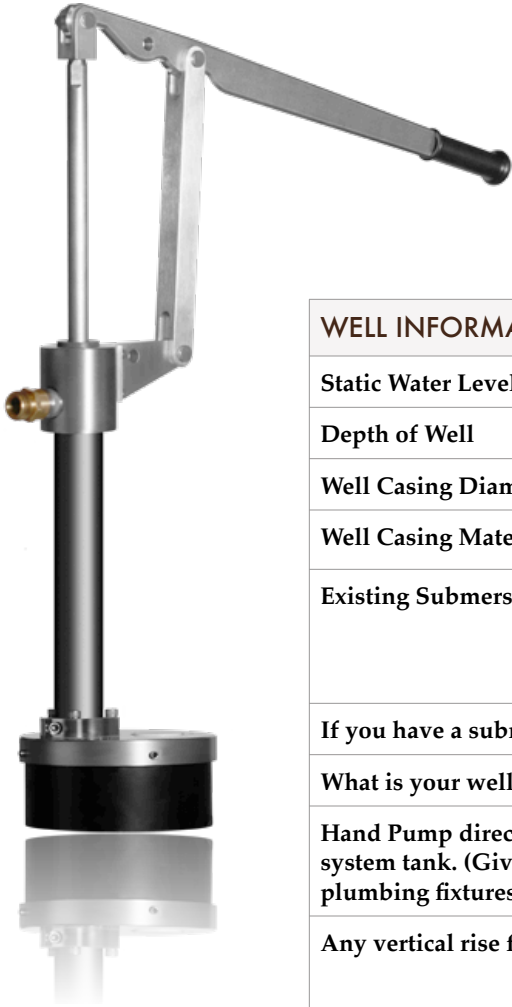 WELL INFORMA
Static Water Level
Depth of Well
Well Casing Diam
Well Casing Mate
Existing Submers
If you have a subm
What is your well
Hand Pump direc
system tank. (Giv
plumbing fixtures
Any vertical rise f